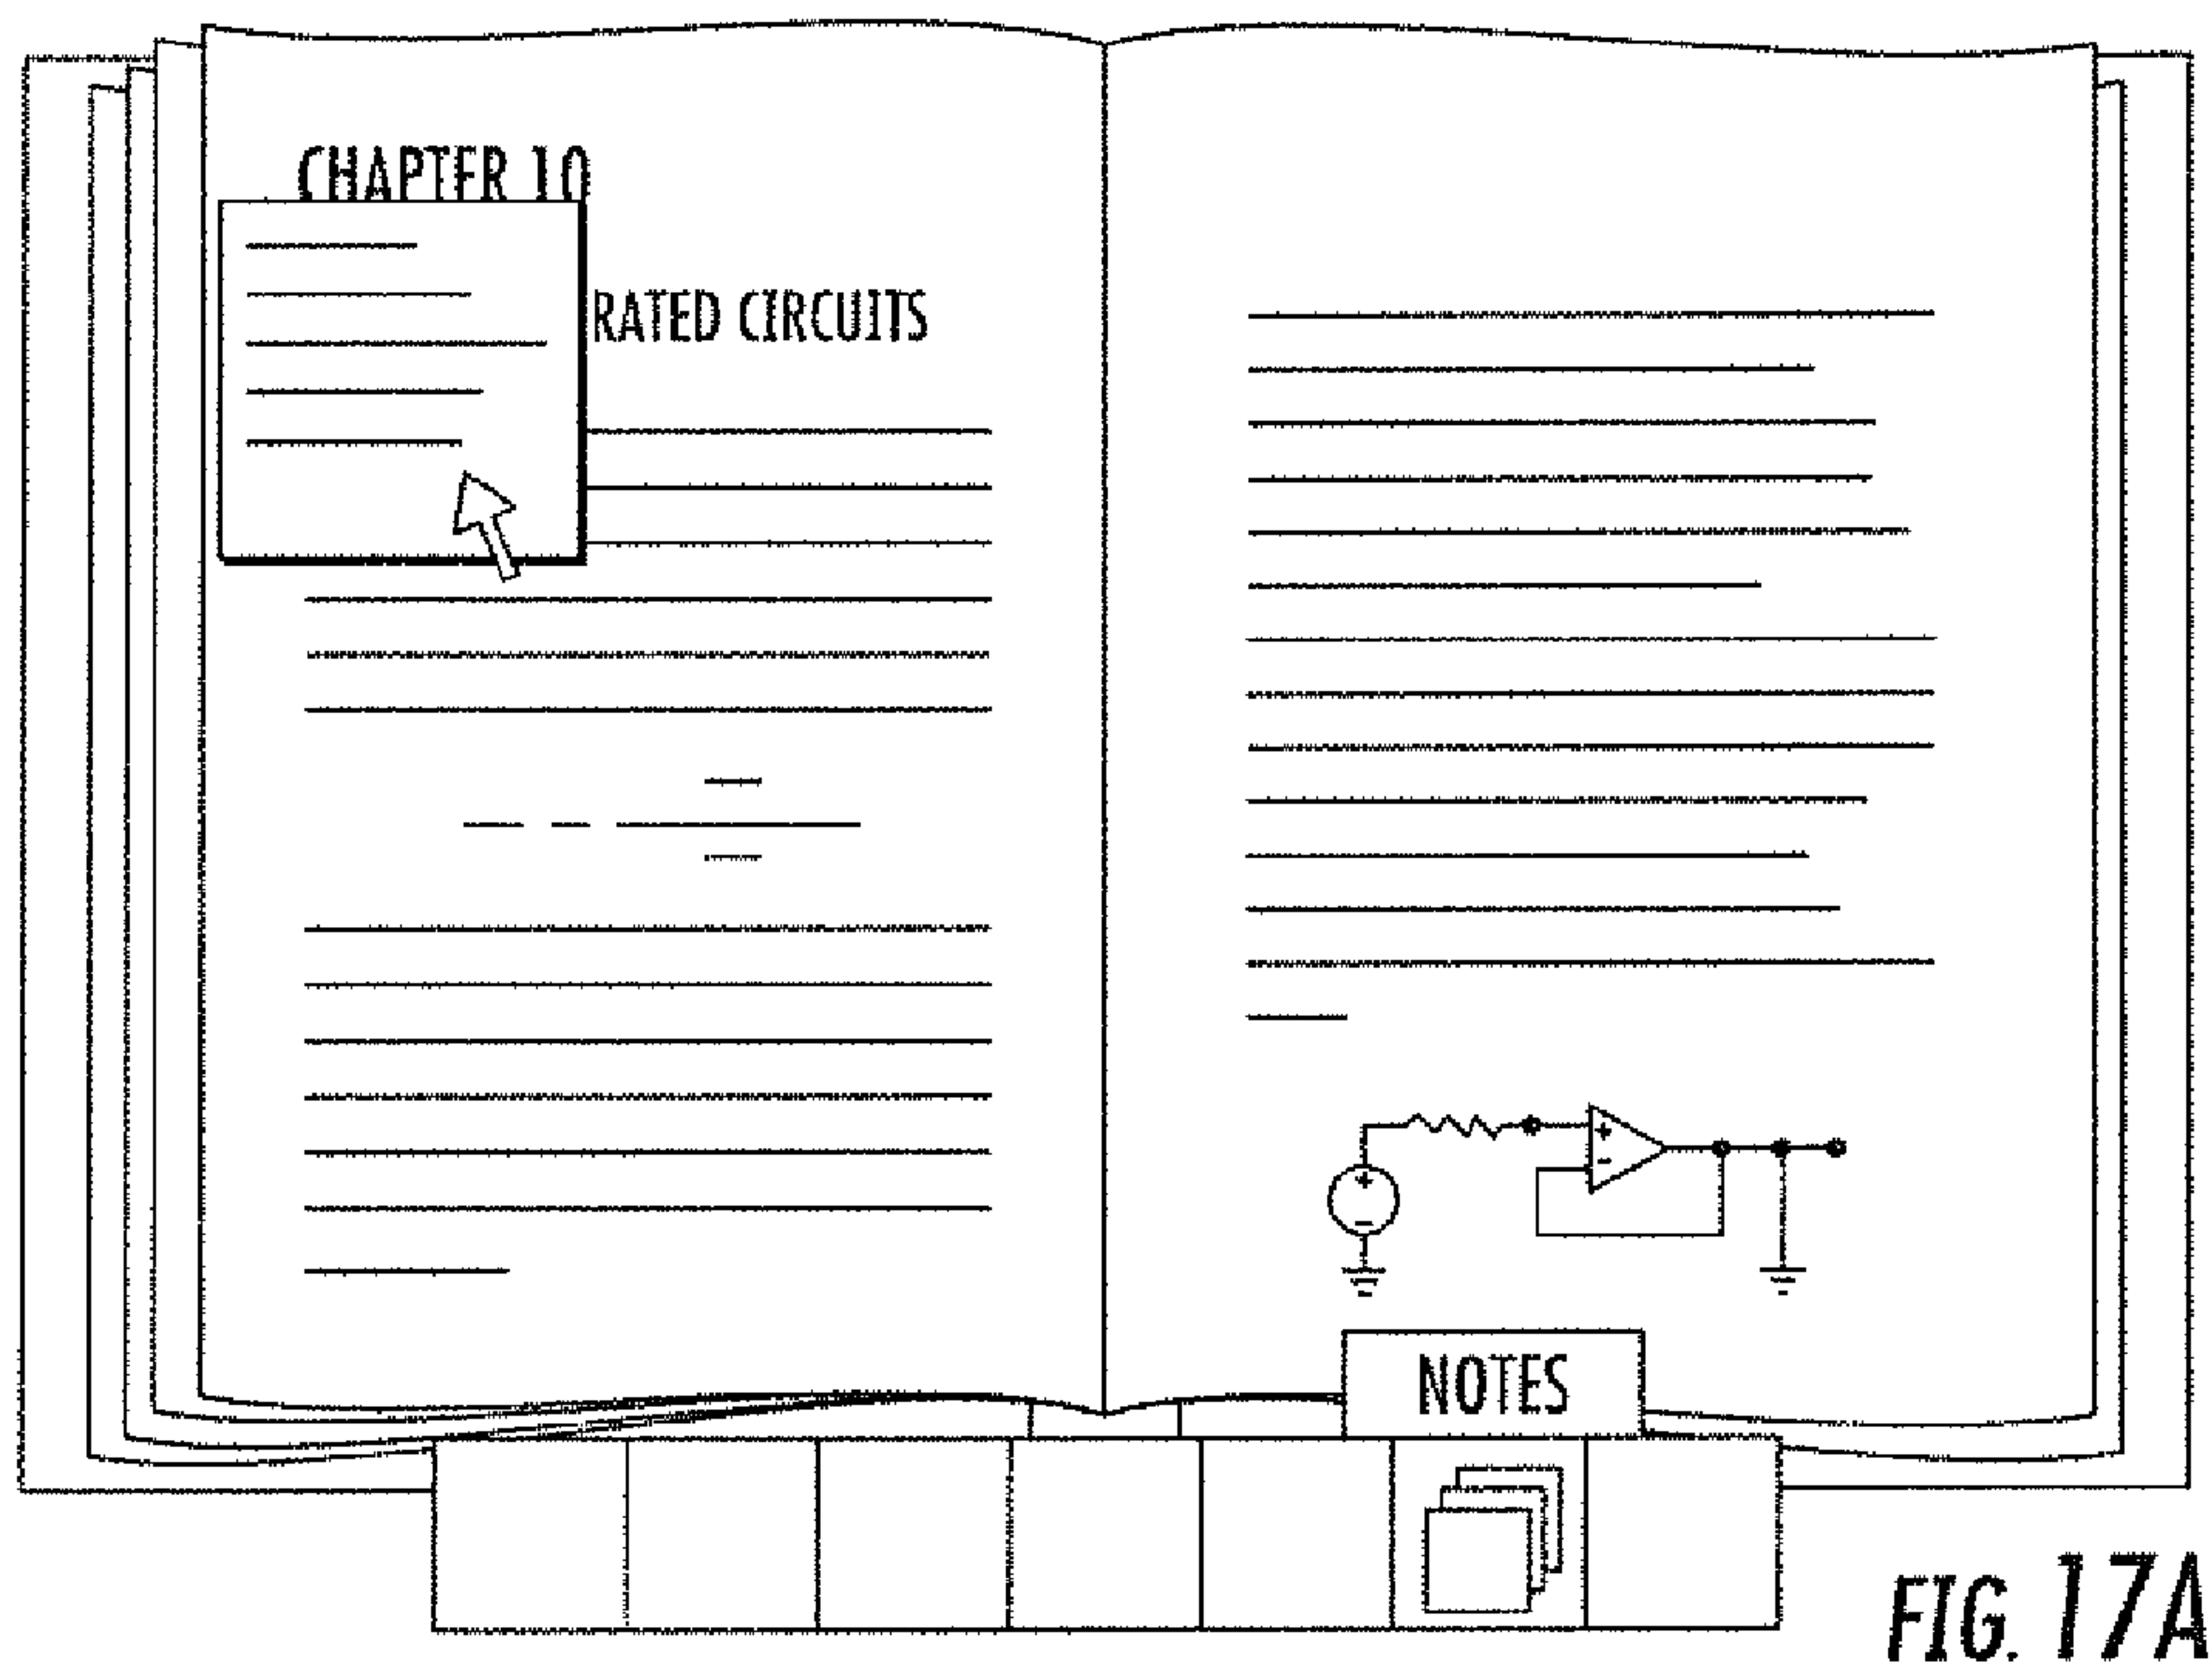 CHAPTER 10
RATED CIRCUITS
+
-
+
-
NOTES
FIG. 17A